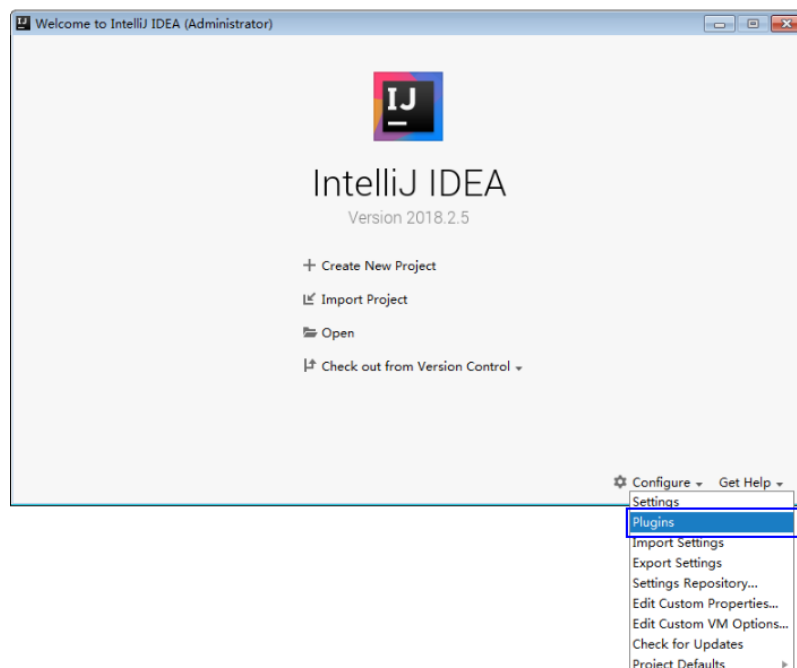 Welcome to IntelliJ IDEA (Administrator)
IJ
IntelliJ IDEA
Version 2018.2.5
Create New Project
Import Project
Open
Check out from Version Control
Configure Get Help
Settings
Plugins
Import Settings
Export Settings
Settings Repository...
Edit Custom Properties...
Edit Custom VM Options...
Check for Updates
Project Defaults